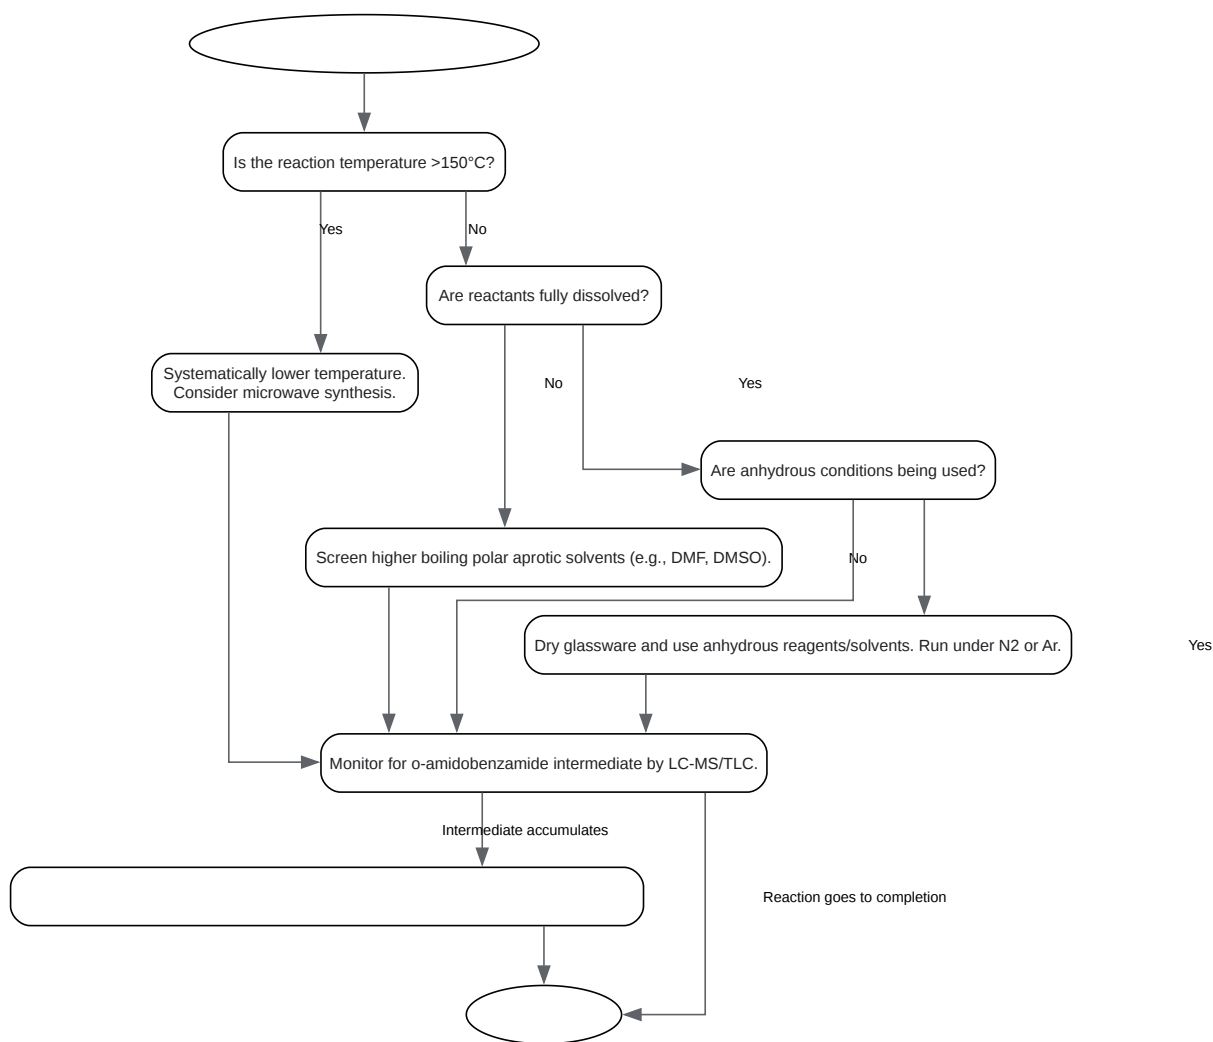 Is the reaction temperature >150°C?
Yes
No
Are reactants fully dissolved?
Systematically lower temperature.
Consider microwave synthesis.
No
Yes
Are anhydrous conditions being used?
Screen higher boiling polar aprotic solvents (e.g., DMF, DMSO).
No
Dry glassware and use anhydrous reagents/solvents. Run under N2 or Ar.
Yes
Monitor for o-amidobenzamide intermediate by LC-MS/TLC.
Intermediate accumulates
Reaction goes to completion